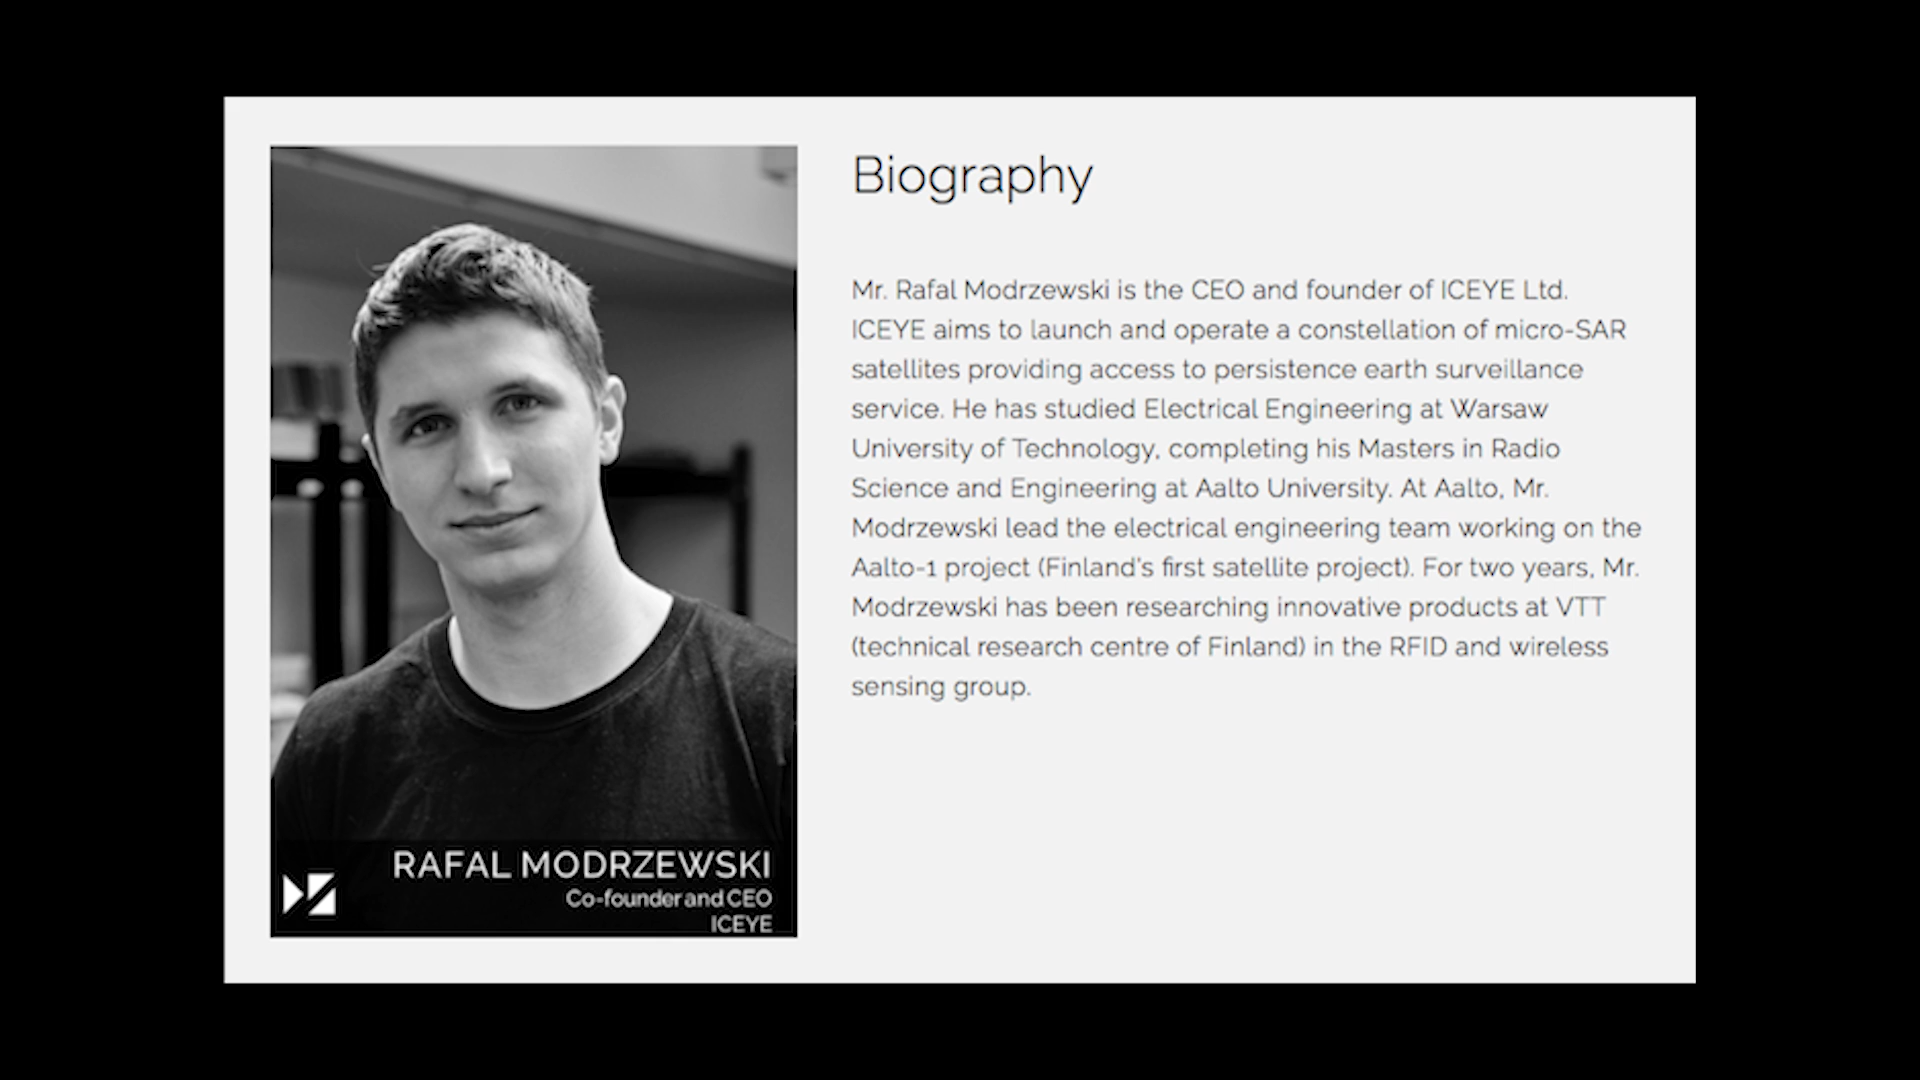 Biography
Mr. Rafal Modrzewski is the CEO and founder of ICEYE Ltd.
ICEYE aims to launch and operate a constellation of micro-SAR
satellites providing access to persistence earth surveillance
service. He has studied Electrical Engineering at Warsaw
University of Technology, completing his Masters in Radio
Science and Engineering at Aalto University. At Aalto, Mr.
Modrzewski lead the electrical engineering team working on the
Aalto-1 project (Finland's first satellite project). For two years, Mr.
Modrzewski has been researching innovative products at VTT
(technical research centre of Finland) in the RFID and wireless
sensing group.
RAFAL MODRZEWSKI
Co-founder and CEO
ICEYE